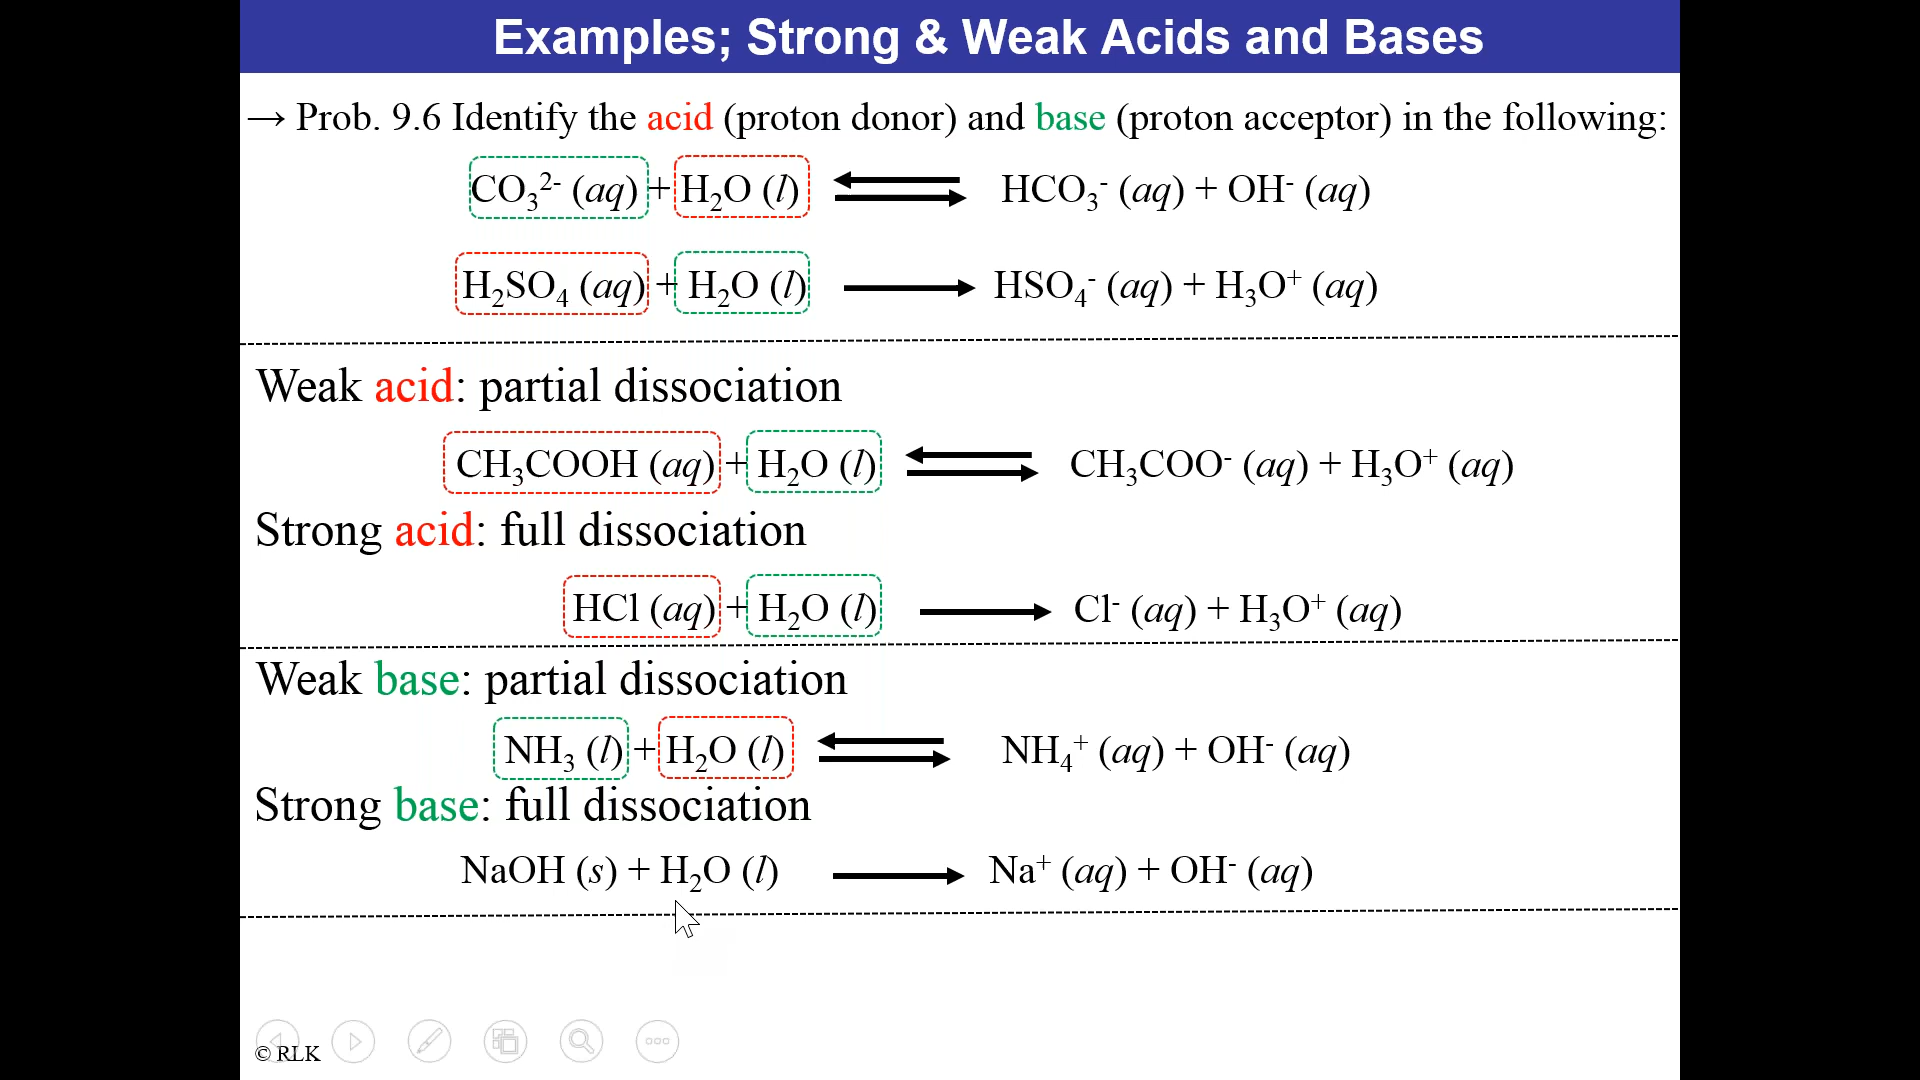 Examples; Strong & Weak Acids and Bases
→ Prob. 9.6 Identify the acid (proton donor) and base (proton acceptor) in the following:
CO₃²⁻ (aq) + H₂O (l) ⇄ HCO₃⁻ (aq) + OH⁻ (aq)
H₂SO₄ (aq) + H₂O (l) → HSO₄⁻ (aq) + H₃O⁺ (aq)
Weak acid: partial dissociation
CH₃COOH (aq) + H₂O (l) ⇄ CH₃COO⁻ (aq) + H₃O⁺ (aq)
Strong acid: full dissociation
HCl (aq) + H₂O (l) → Cl⁻ (aq) + H₃O⁺ (aq)
Weak base: partial dissociation
NH₃ (l) + H₂O (l) ⇄ NH₄⁺ (aq) + OH⁻ (aq)
Strong base: full dissociation
NaOH (s) + H₂O (l) → Na⁺ (aq) + OH⁻ (aq)
© RLK